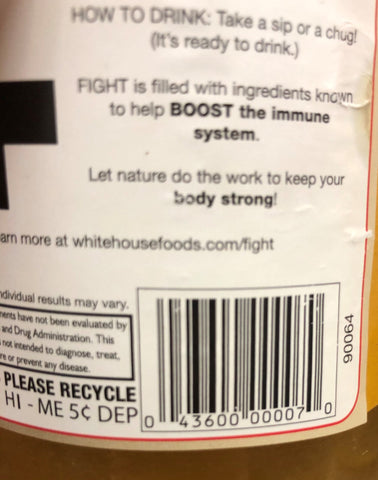 HOW TO DRINK: Take a sip or a chug!
(It's ready to drink.)
FIGHT is filled with ingredients known
to help BOOST the immune
system.
Let nature do the work to keep your
body strong!
arn more at whitehousefoods.com/fight
ndividual results may vary.
ments have not been evaluated by
and Drug Administration. This
not intended to diagnose, treat,
re or prevent any disease.
PLEASE RECYCLE
HI - ME 5¢ DEP
0 43600 00007 0
90064